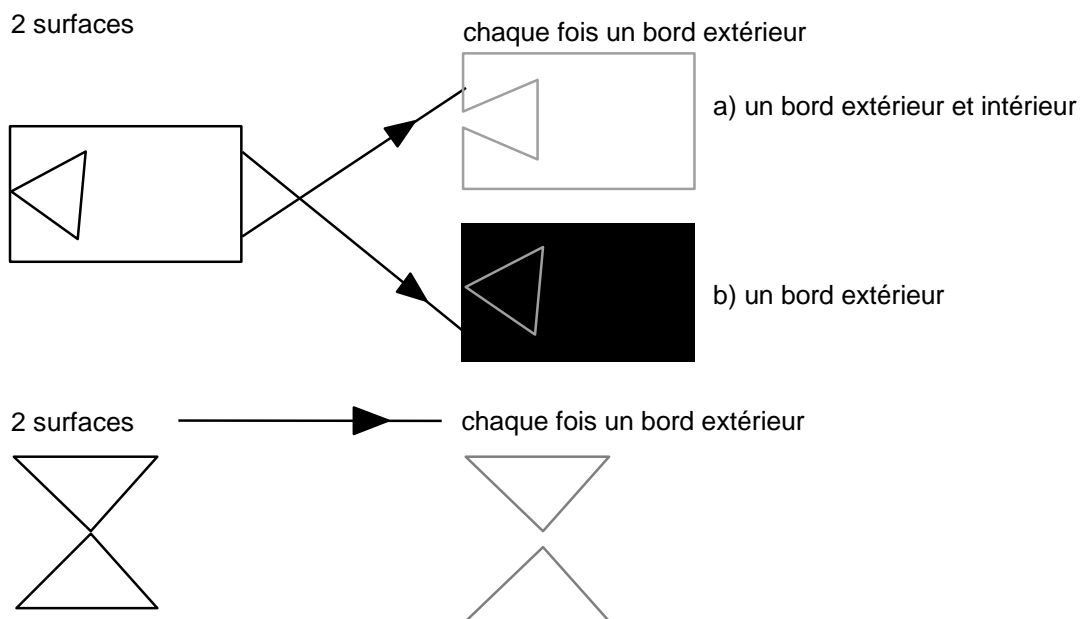 2 surfaces
chaque fois un bord extérieur
a) un bord extérieur et intérieur
b) un bord extérieur
2 surfaces
chaque fois un bord extérieur